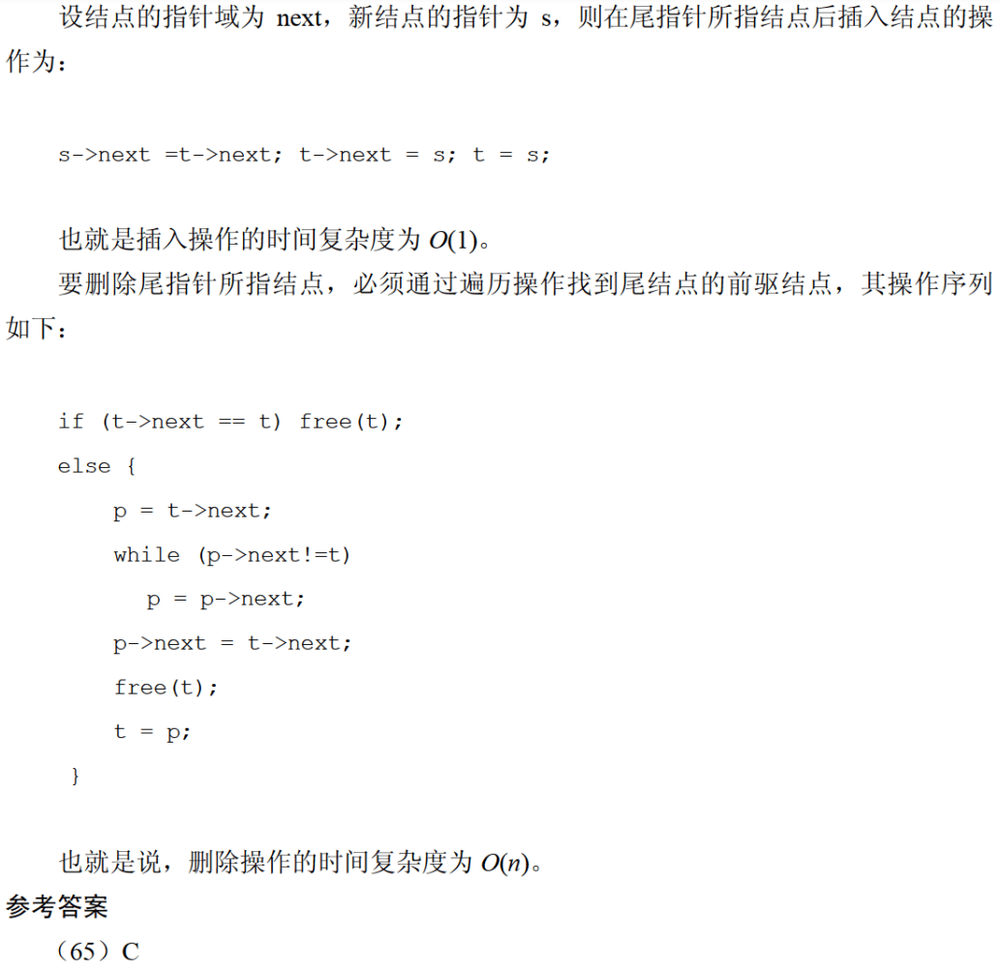 设结点的指针域为 next，新结点的指针为 s，则在尾指针所指结点后插入结点的操
作为：
s->next =t->next; t->next = s; t = s;
也就是插入操作的时间复杂度为 O(1)。
要删除尾指针所指结点，必须通过遍历操作找到尾结点的前驱结点，其操作序列
如下：
if (t->next == t) free(t);
else {
p = t->next;
while (p->next!=t)
p = p->next;
p->next = t->next;
free(t);
t = p;
}
也就是说，删除操作的时间复杂度为 O(n)。
参考答案
（65）C